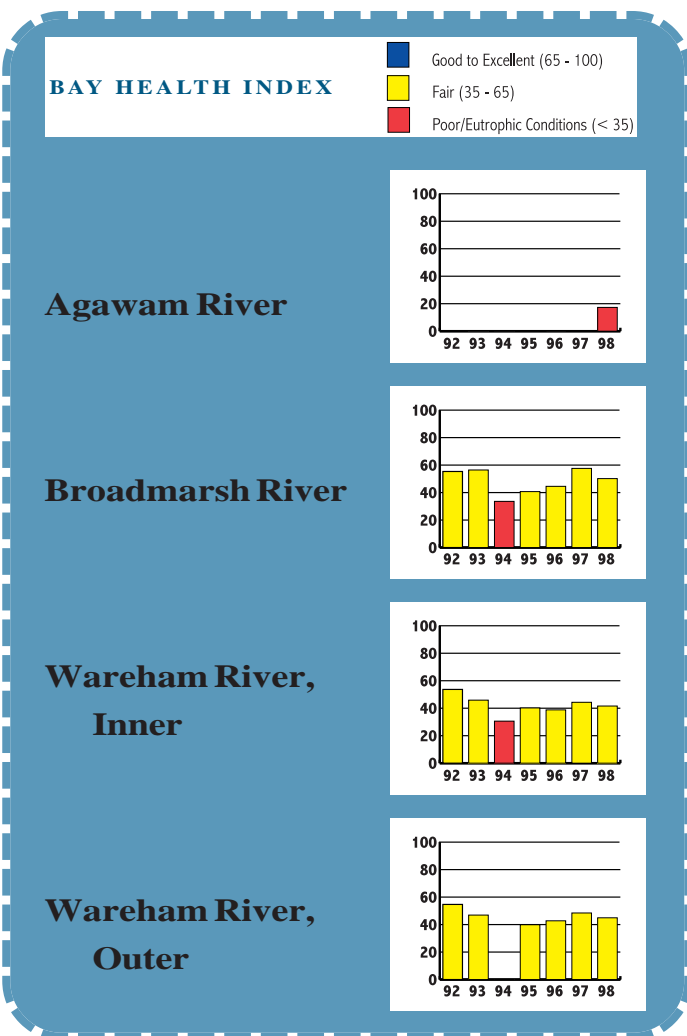 BAY HEALTH INDEX
Good to Excellent (65 - 100)
Fair (35 - 65)
Poor/Eutrophic Conditions (< 35)
Agawam River
100
80
60
40
20
0
92 93 94 95 96 97 98
Broadmarsh River
100
80
60
40
20
0
92 93 94 95 96 97 98
Wareham River,
Inner
100
80
60
40
20
0
92 93 94 95 96 97 98
Wareham River,
Outer
100
80
60
40
20
0
92 93 94 95 96 97 98